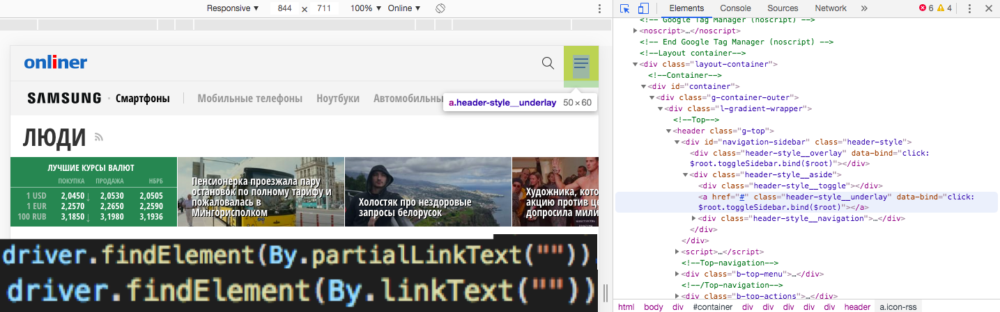 Responsive ▼ 844 × 711 100% ▼ Online ▼
onliner
SAMSUNG · Смартфоны Мобильные телефоны Ноутбуки Автомобильны
a.header-style__underlay 50 × 60
ЛЮДИ
ЛУЧШИЕ КУРСЫ ВАЛЮТ
ПОКУПКА ПРОДАЖА НБРБ
1 USD 2,0450↓ 2,0530 2,0505
1 EUR 2,2570 2,2650 2,2590
100 RUB 3,1850↓ 3,1980 3,1936
Пенсионерка проезжала пару
остановок по полному тарифу и
пожаловалась в
Мингорисполком
Холостяк про нездоровые
запросы белорусок
Художника, кото
акцию против це
допросила мили
driver.findElement(By.partialLinkText(""))
driver.findElement(By.linkText(""))
Elements Console Sources Network » 6 4
<!-- Google Tag Manager (noscript) -->
▶<noscript>…</noscript>
<!-- End Google Tag Manager (noscript) -->
<!--Layout container-->
▼<div class="layout-container">
<!--Container-->
▼<div id="container">
▼<div class="g-container-outer">
▼<div class="l-gradient-wrapper">
<!--Top-->
▼<header class="g-top">
▼<div id="navigation-sidebar" class="header-style">
<div class="header-style__overlay" data-bind="click:
$root.toggleSidebar.bind($root)"></div>
▼<div class="header-style__aside">
<div class="header-style__toggle"></div>
<a href="#" class="header-style__underlay" data-bind="click:
$root.toggleSidebar.bind($root)"></a>
▶<div class="header-style__navigation">…</div>
</div>
</div>
▶<script>…</script>
<!--Top-navigation-->
▶<div class="b-top-menu">…</div>
<!--/Top-navigation-->
▶<div class="b-top-actions">…</div>
html body div #container div div div div header a.icon-rss